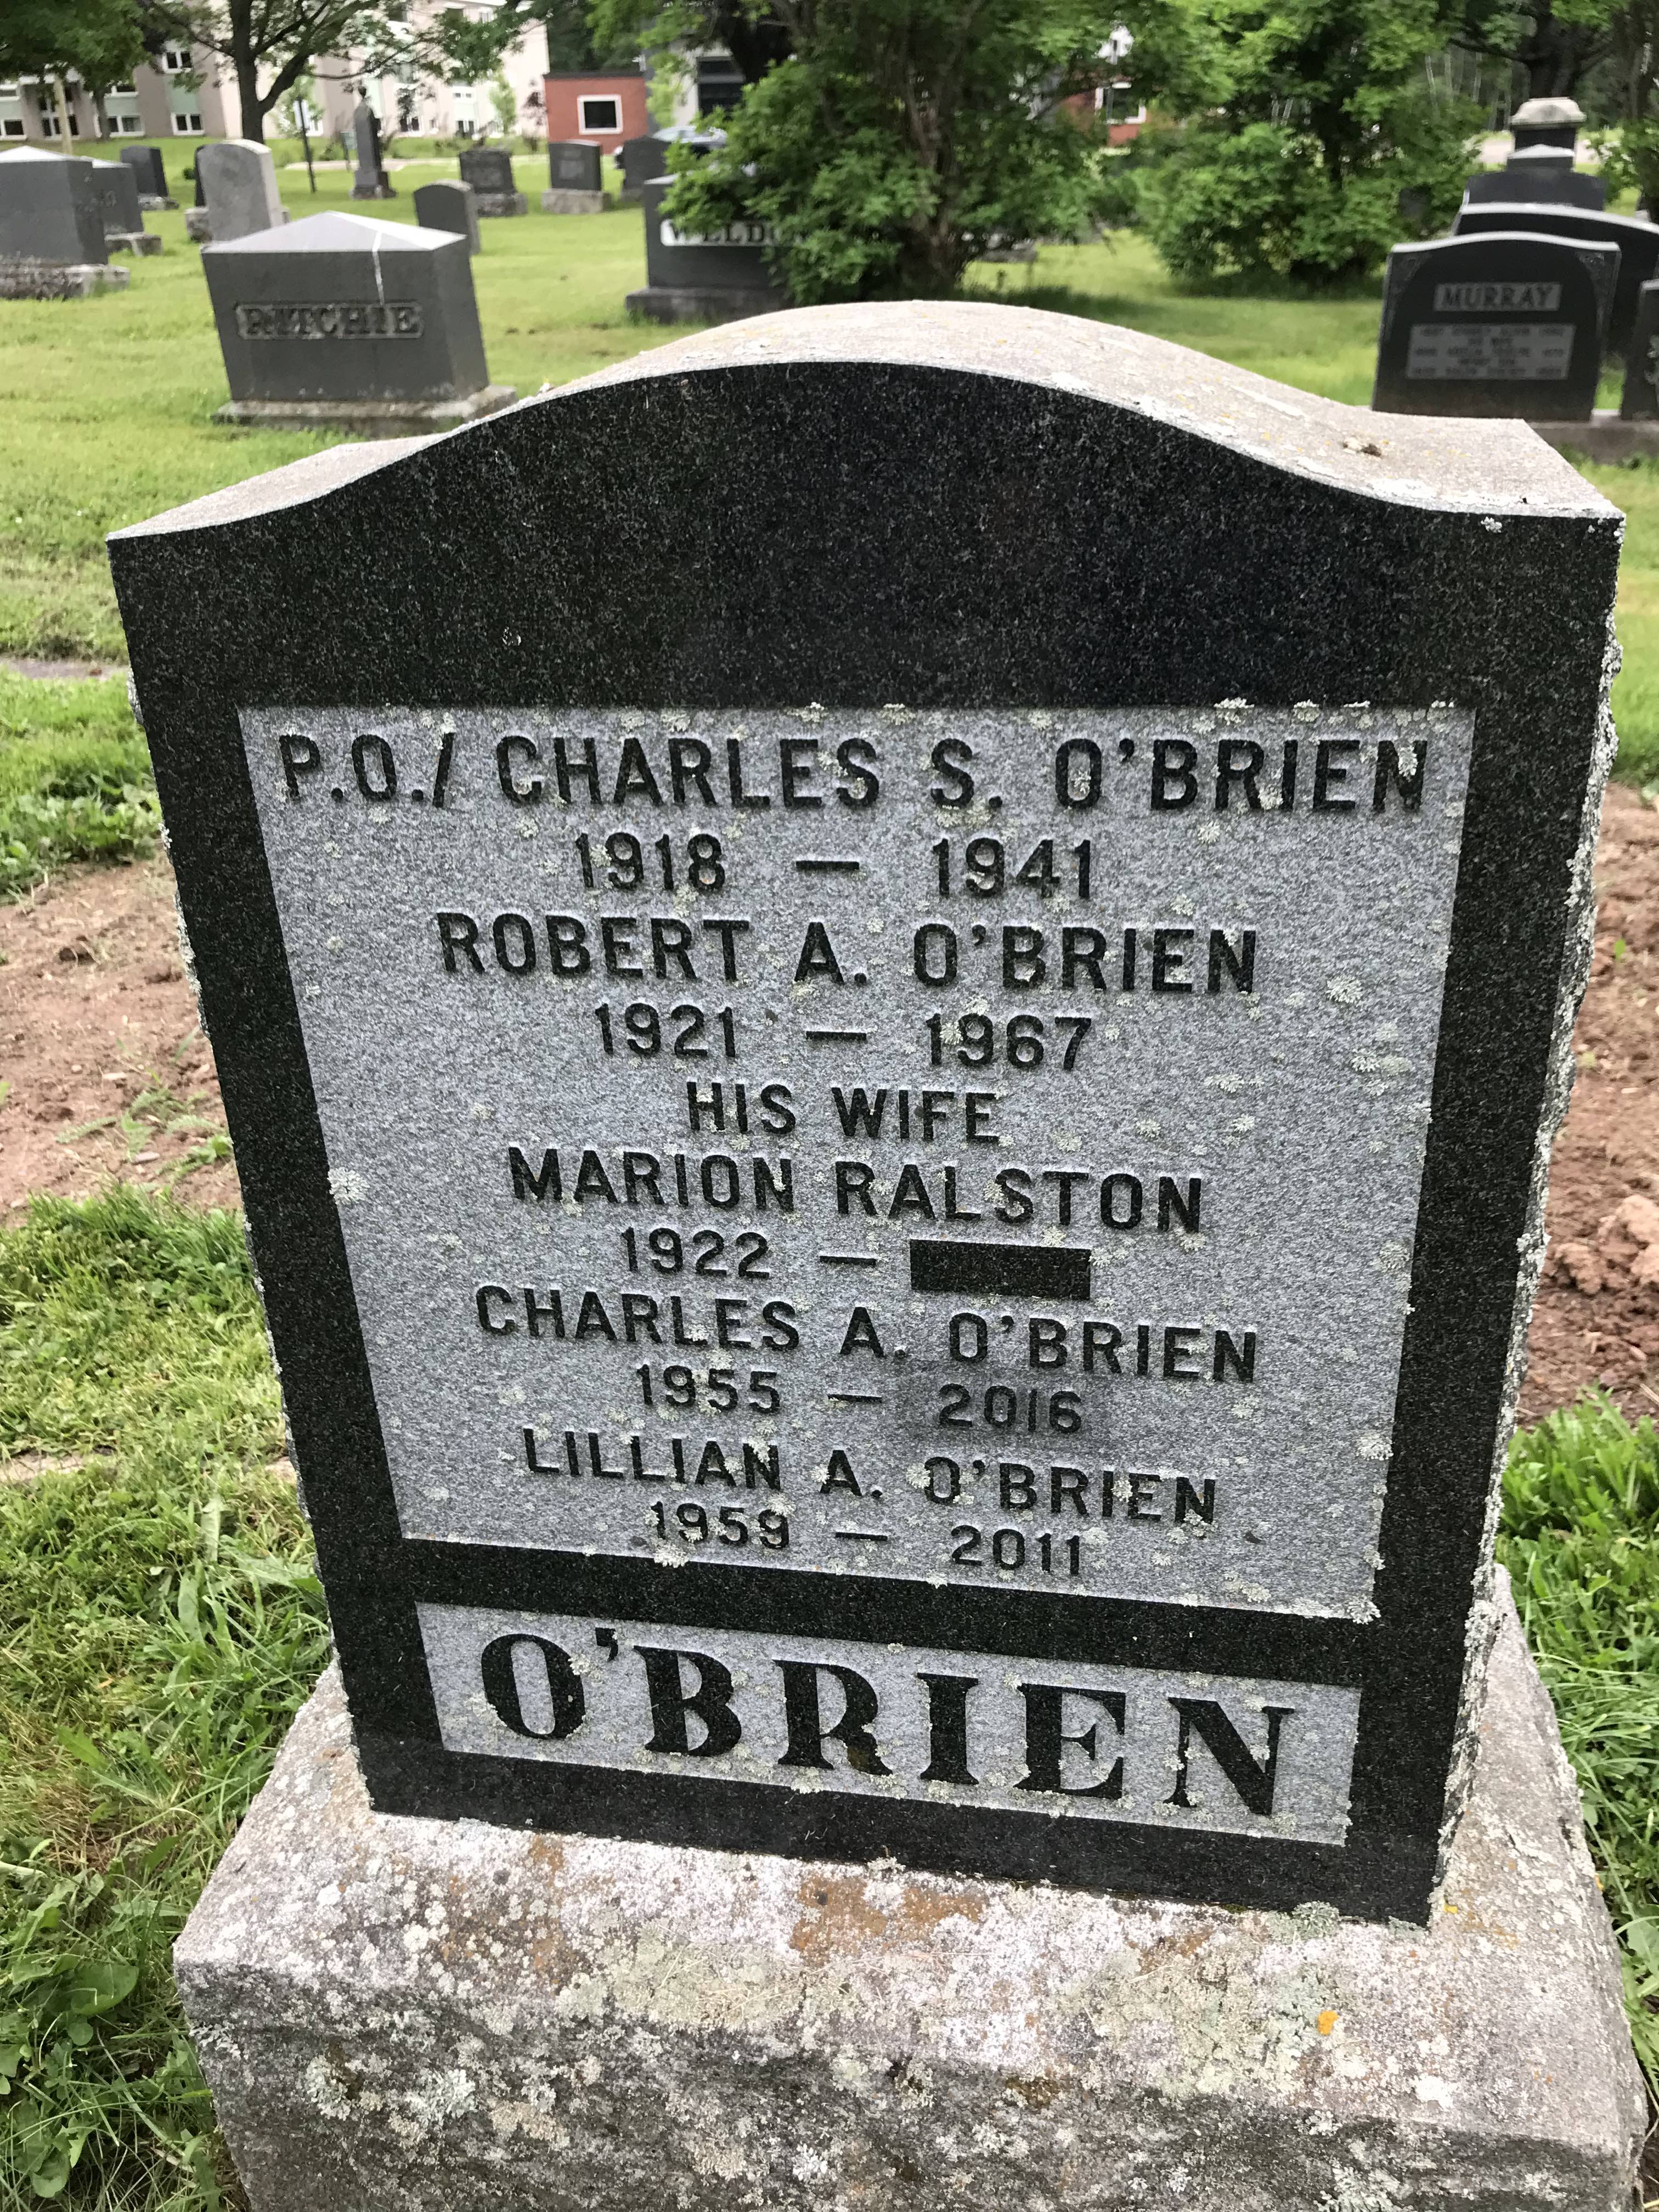 RITCHIE
MURRAY
P.O./ CHARLES S. O'BRIEN
1918 — 1941
ROBERT A. O'BRIEN
1921 — 1967
HIS WIFE
MARION RALSTON
1922 —
CHARLES A. O'BRIEN
1955 — 2016
LILLIAN A. O'BRIEN
1959 — 2011
O'BRIEN